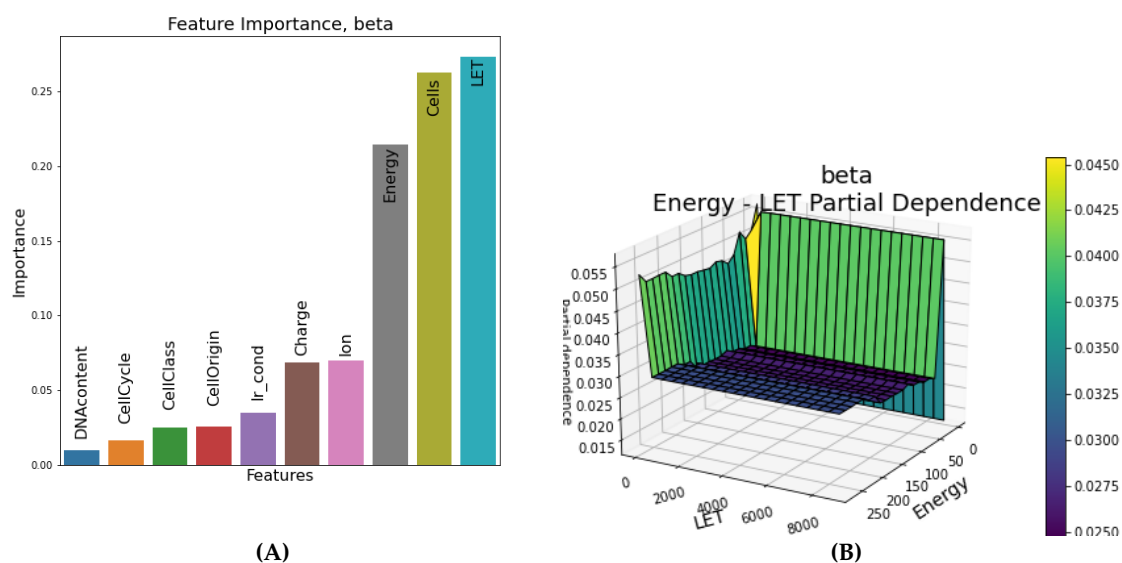 Feature Importance, beta
Importance
0.25
0.20
0.15
0.10
0.05
0.00
DNAcontent
CellCycle
CellClass
CellOrigin
Ir_cond
Charge
Ion
Energy
Cells
LET
Features
(A)
beta
Energy - LET Partial Dependence
Partial dependence
0.055
0.050
0.045
0.040
0.035
0.030
0.025
0.020
0.015
0
2000
4000
6000
8000
LET
250
200
150
100
50
0
Energy
0.0450
0.0425
0.0400
0.0375
0.0350
0.0325
0.0300
0.0275
0.0250
(B)